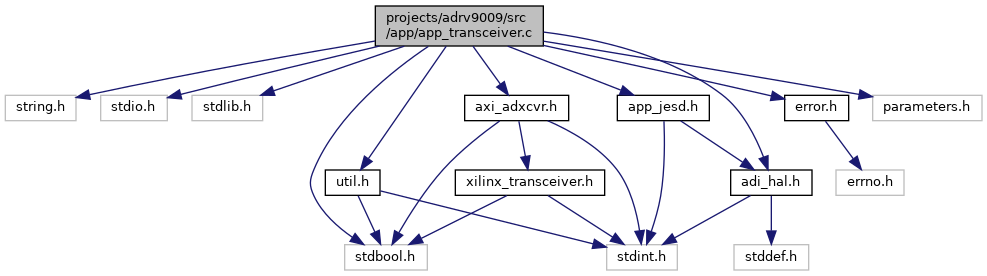 projects/adrv9009/src
/app/app_transceiver.c
string.h
stdio.h
stdlib.h
axi_adxcvr.h
app_jesd.h
error.h
parameters.h
util.h
xilinx_transceiver.h
adi_hal.h
errno.h
stdbool.h
stdint.h
stddef.h